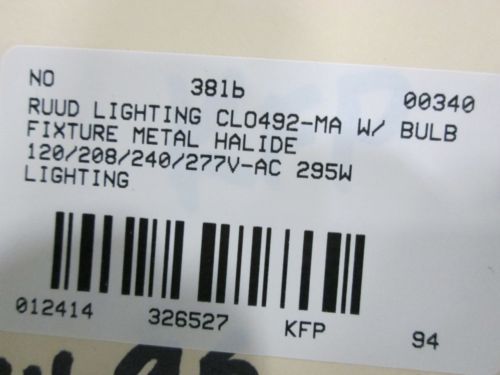 NO 38lb 00340
RUUD LIGHTING CL0492-MA W/ BULB
FIXTURE METAL HALIDE
120/208/240/277V-AC 295W
LIGHTING
012414 326527 KFP 94